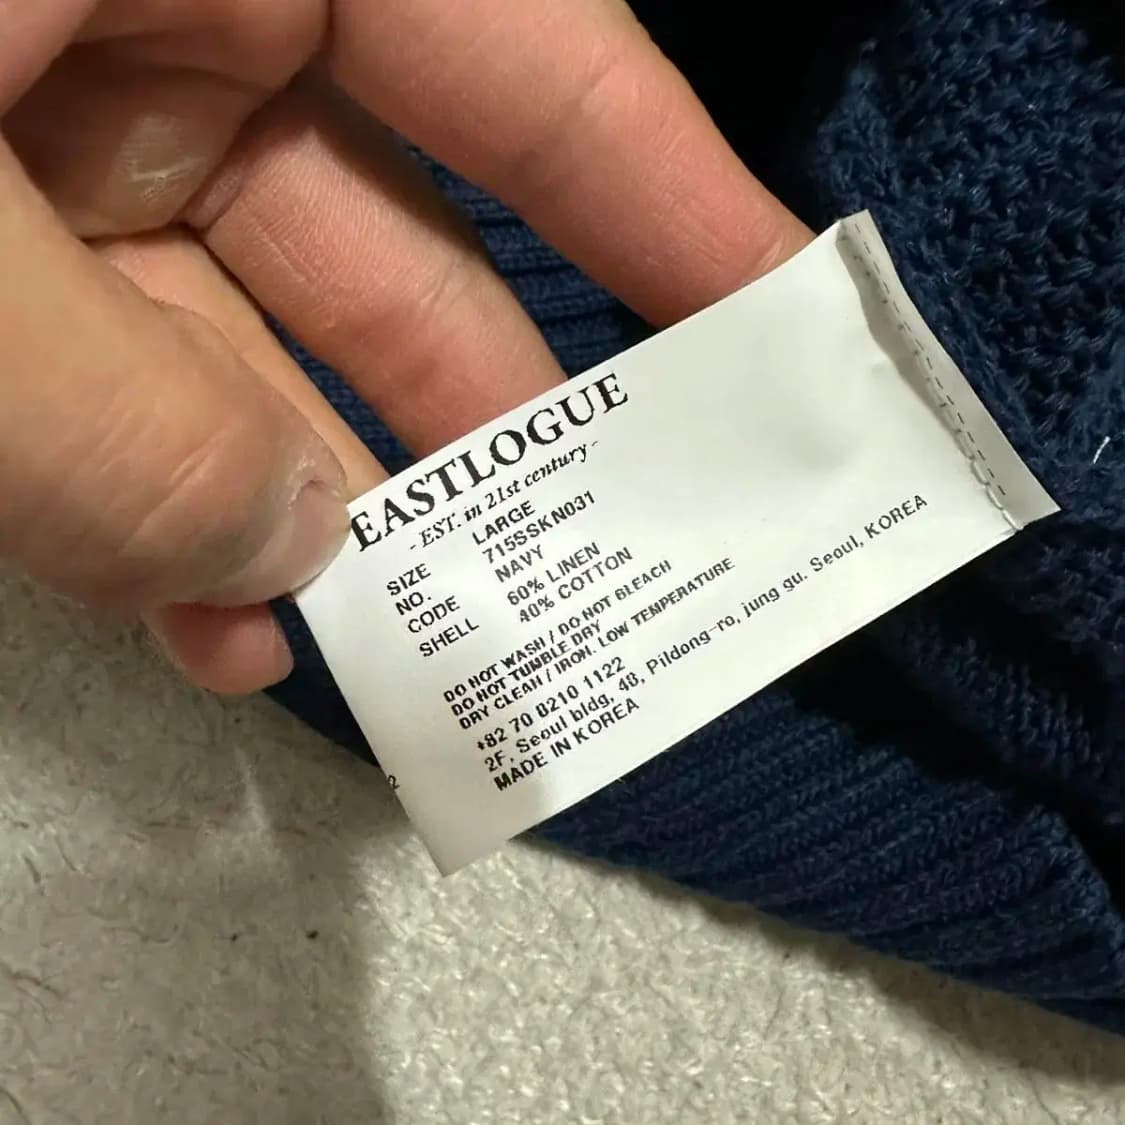 EASTLOGUE
- EST. in 21st century -
SIZE LARGE
NO. 715SSKN031
CODE NAVY
SHELL 60% LINEN
40% COTTON
DO NOT WASH / DO NOT BLEACH
DO NOT TUMBLE DRY
DRY CLEAN / IRON. LOW TEMPERATURE
+82 70 8210 1122
2F, Seoul bldg, 48, Pildong-ro, jung gu. Seoul, KOREA
MADE IN KOREA
2